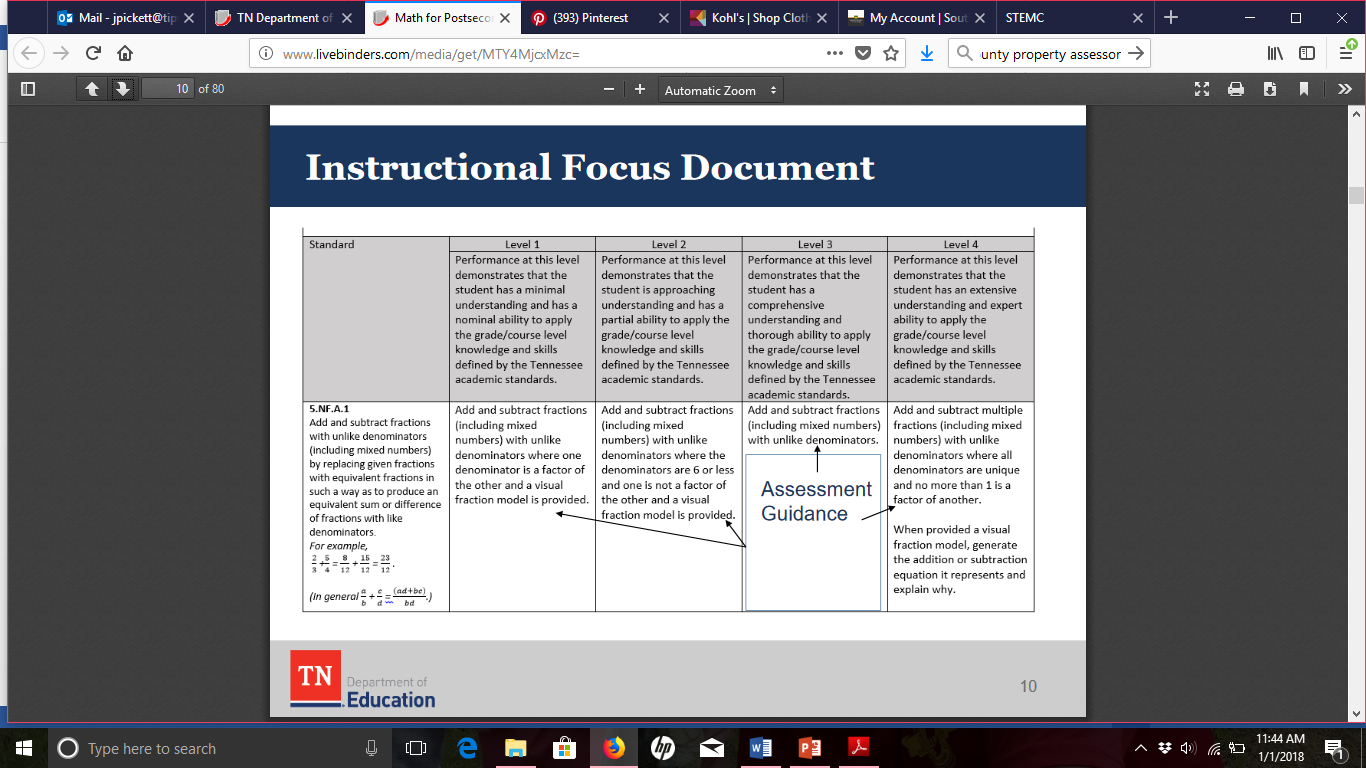 Mail - jpickett@tip
TN Department of
Math for Postsecon
(393) Pinterest
Kohl's | Shop Cloth
My Account | Sout
STEMC
www.livebinders.com/media/get/MTY4MjcxMzc=
unty property assessor
10 of 80
Automatic Zoom
Instructional Focus Document
Standard
Level 1
Level 2
Level 3
Level 4
Performance at this level
demonstrates that the
student has a minimal
understanding and has a
nominal ability to apply
the grade/course level
knowledge and skills
defined by the Tennessee
academic standards.
Performance at this level
demonstrates that the
student is approaching
understanding and has a
partial ability to apply the
grade/course level
knowledge and skills
defined by the Tennessee
academic standards.
Performance at this level
demonstrates that the
student has a
comprehensive
understanding and
thorough ability to apply
the grade/course level
knowledge and skills
defined by the Tennessee
academic standards.
Performance at this level
demonstrates that the
student has an extensive
understanding and expert
ability to apply the
grade/course level
knowledge and skills
defined by the Tennessee
academic standards.
5.NF.A.1
Add and subtract fractions
with unlike denominators
(including mixed numbers)
by replacing given fractions
with equivalent fractions in
such a way as to produce an
equivalent sum or difference
of fractions with like
denominators.
For example,
2/3 + 5/4 = 8/12 + 15/12 = 23/12.
(In general a/b + c/d = (ad+bc)/bd.)
Add and subtract fractions
(including mixed
numbers) with unlike
denominators where one
denominator is a factor of
the other and a visual
fraction model is provided.
Add and subtract fractions
(including mixed
numbers) with unlike
denominators where the
denominators are 6 or less
and one is not a factor of
the other and a visual
fraction model is provided.
Add and subtract fractions
(including mixed numbers)
with unlike denominators.
Assessment
Guidance
Add and subtract multiple
fractions (including mixed
numbers) with unlike
denominators where all
denominators are unique
and no more than 1 is a
factor of another.
When provided a visual
fraction model, generate
the addition or subtraction
equation it represents and
explain why.
TN
Department of
Education
10
Type here to search
hp
11:44 AM
1/1/2018
1